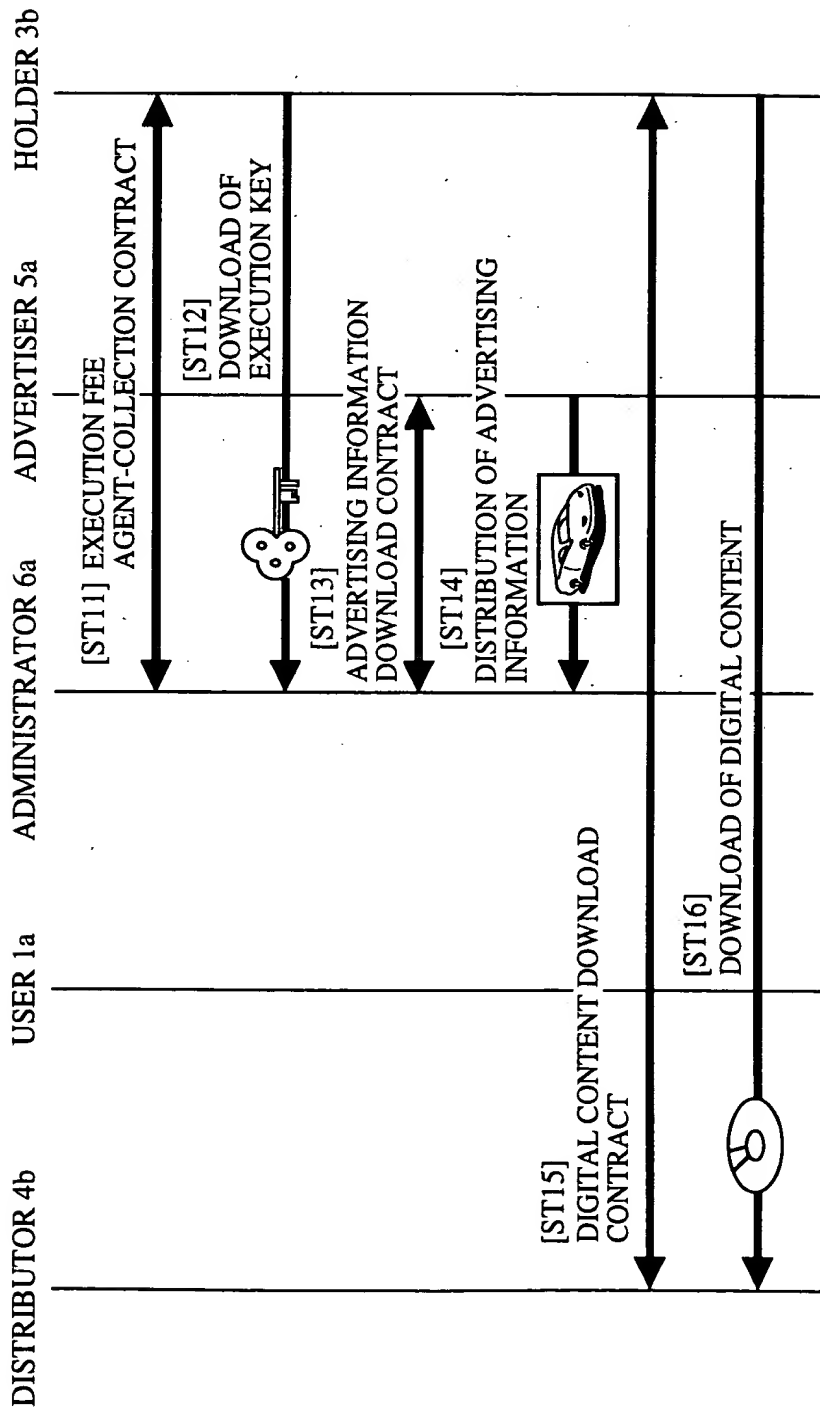 DISTRIBUTOR 4b
USER 1a
ADMINISTRATOR 6a
ADVERTISER 5a
HOLDER 3b
[ST11] EXECUTION FEE
AGENT-COLLECTION CONTRACT
[ST12]
DOWNLOAD OF
EXECUTION KEY
[ST13]
ADVERTISING INFORMATION
DOWNLOAD CONTRACT
[ST14]
DISTRIBUTION OF ADVERTISING
INFORMATION
[ST15]
DIGITAL CONTENT DOWNLOAD
CONTRACT
[ST16]
DOWNLOAD OF DIGITAL CONTENT